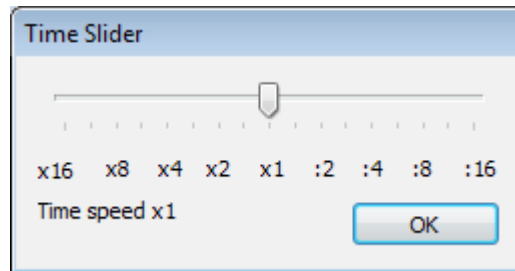 Time Slider
x16 x8 x4 x2 x1 :2 :4 :8 :16
Time speed x1
OK